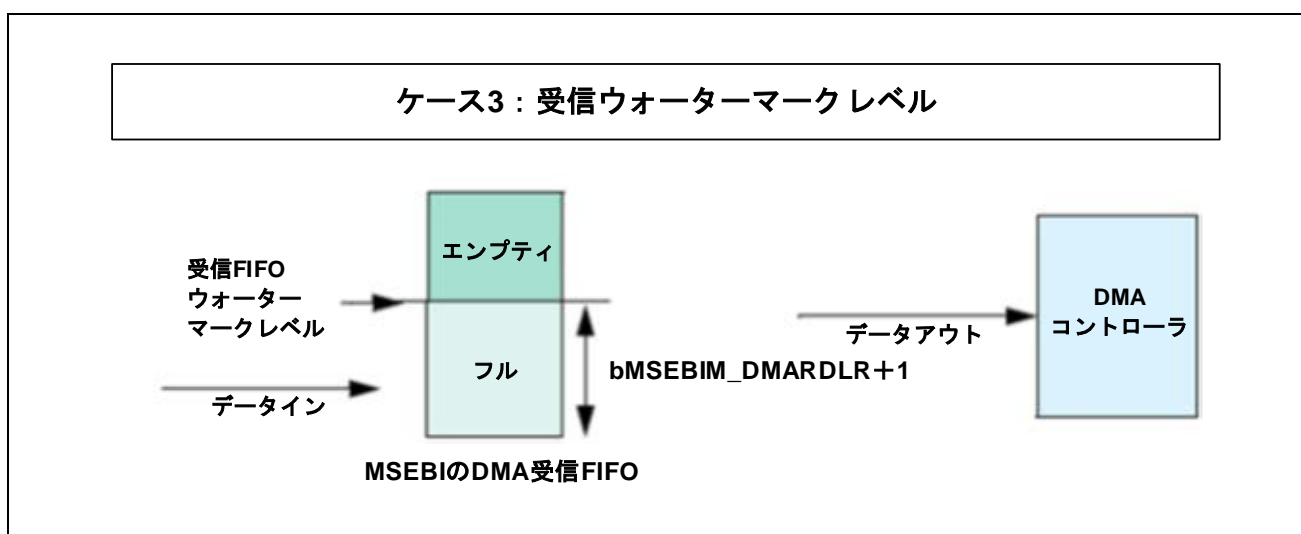 ケース3：受信ウォーターマークレベル
エンプティ
受信FIFO
ウォーター
マークレベル
DMA
コントローラ
データアウト
フル
bMSEBIM_DMARDLR＋1
データイン
MSEBIのDMA受信FIFO